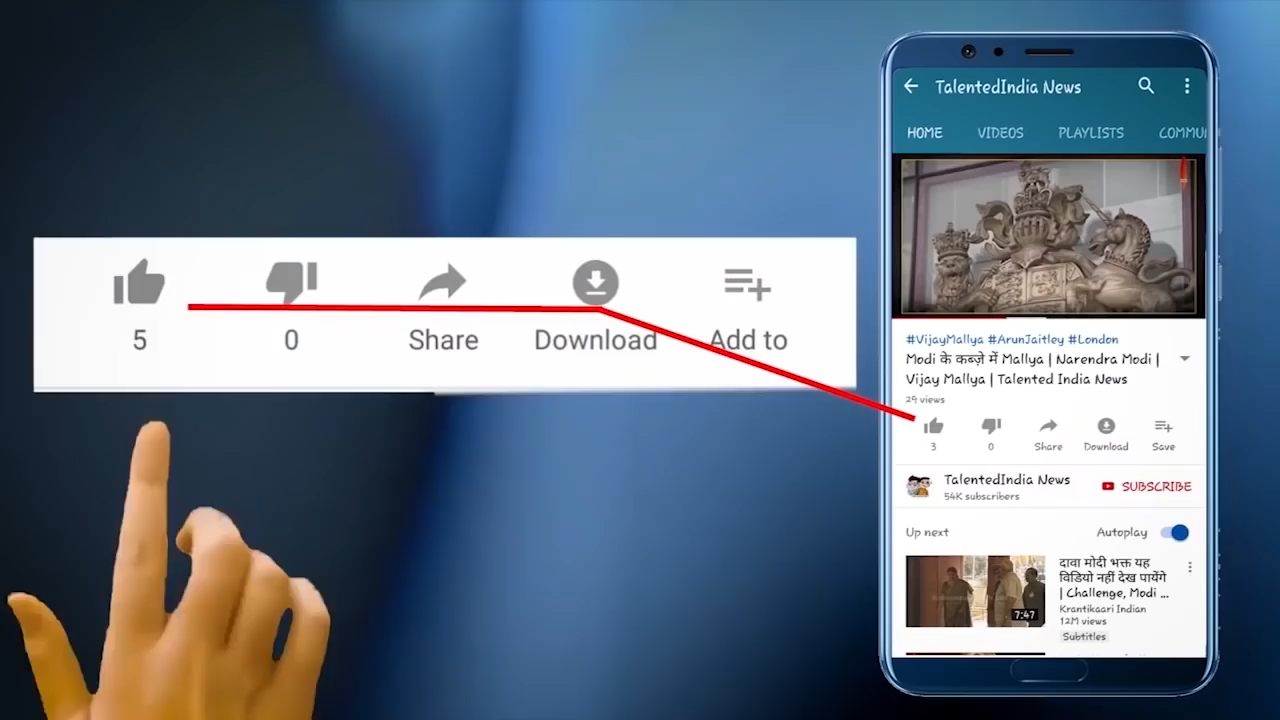 5
0
Share
Download
Add to
TalentedIndia News
HOME VIDEOS PLAYLISTS COMMU
#VijayMallya #ArunJaitley #London
Modi के कब्ज़े में Mallya | Narendra Modi |
Vijay Mallya | Talented India News
29 views
3 0 Share Download Save
TalentedIndia News
54K subscribers
SUBSCRIBE
Up next
Autoplay
7:47
दावा मोदी भक्त यह
विडियो नहीं देख पायेंगे
| Challenge, Modi ...
Krantikaari Indian
12M views
Subtitles